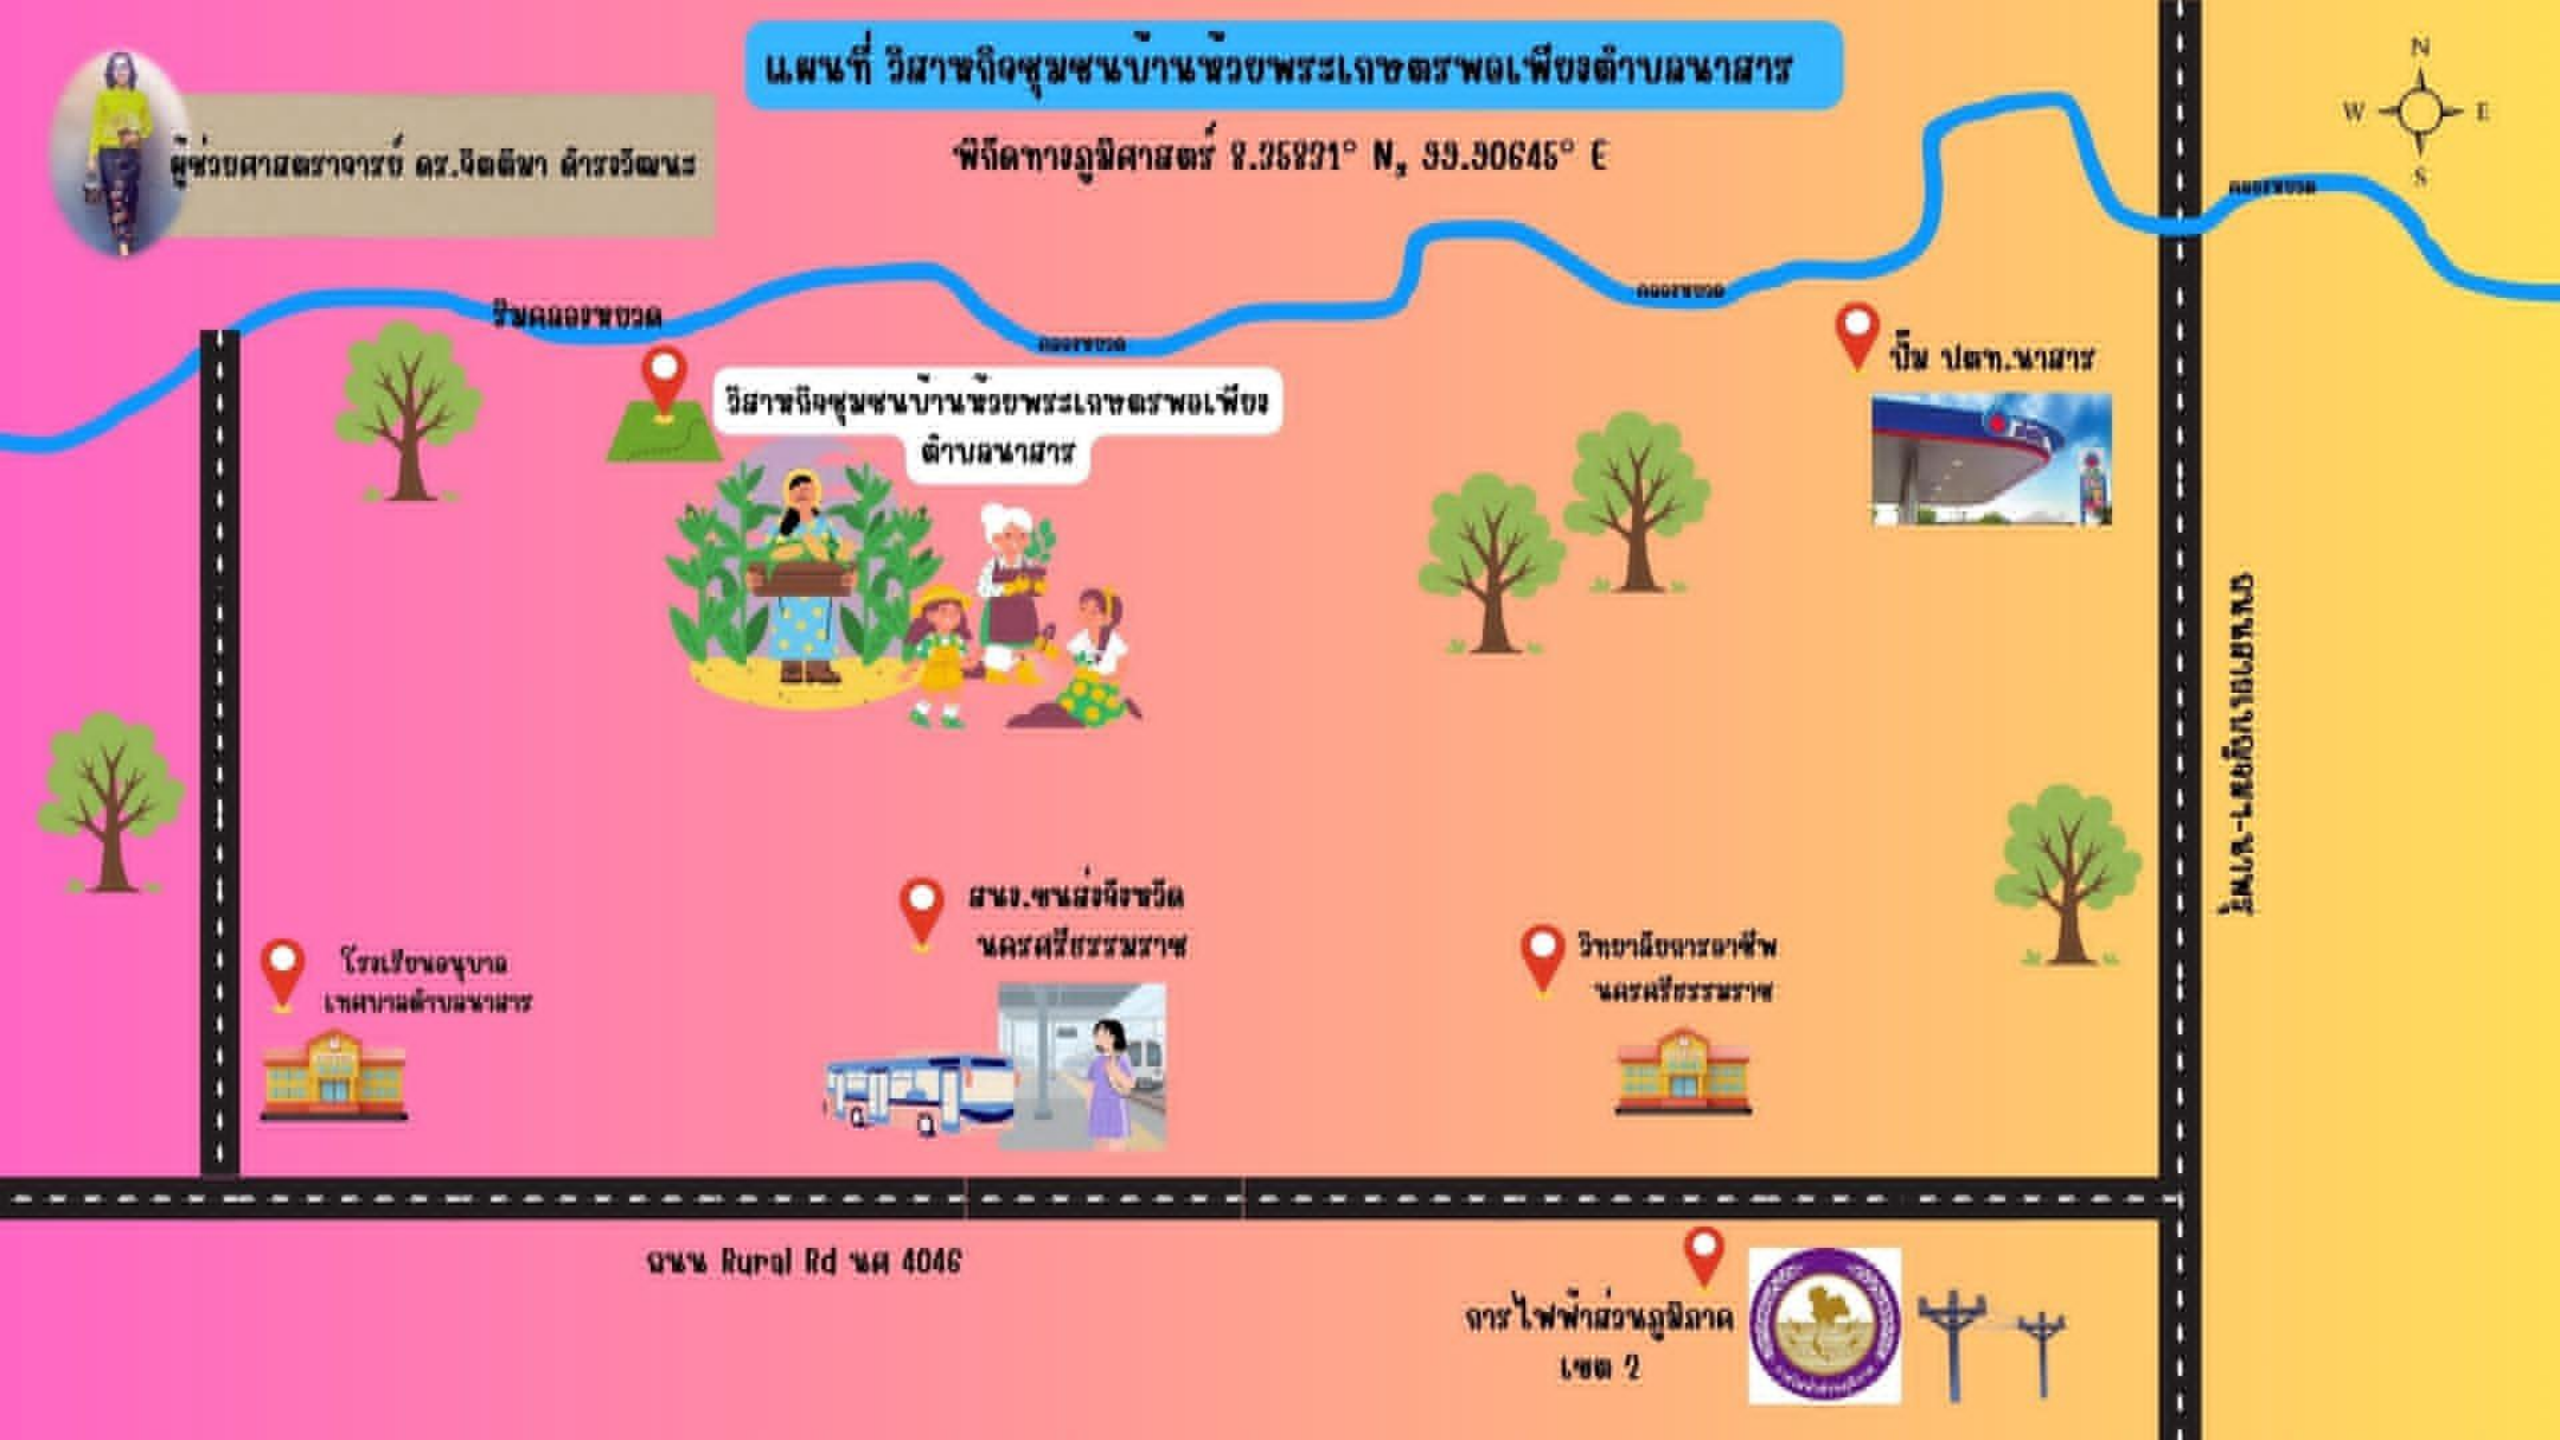 แผนที่ วิสาหกิจชุมชนบ้านห้วยพระเกษตรพอเพียงตำบลนาสาร
N
W E
S
ผู้ช่วยศาสตราจารย์ ดร.จิตติมา ดำรงวัฒนะ
พิกัดทางภูมิศาสตร์ 8.35831° N, 99.90645° E
คลองหยวด
ริมคลองหยวด
คลองหยวด
คลองหยวด
ปั๊ม ปตท.นาสาร
วิสาหกิจชุมชนบ้านห้วยพระเกษตรพอเพียง
ตำบลนาสาร
สนง.ขนส่งจังหวัด
นครศรีธรรมราช
โรงเรียนอนุบาล
เทศบาลตำบลนาสาร
วิทยาลัยการอาชีพ
นครศรีธรรมราช
ถนน Rural Rd นศ 4046
การไฟฟ้าส่วนภูมิภาค
เขต 2